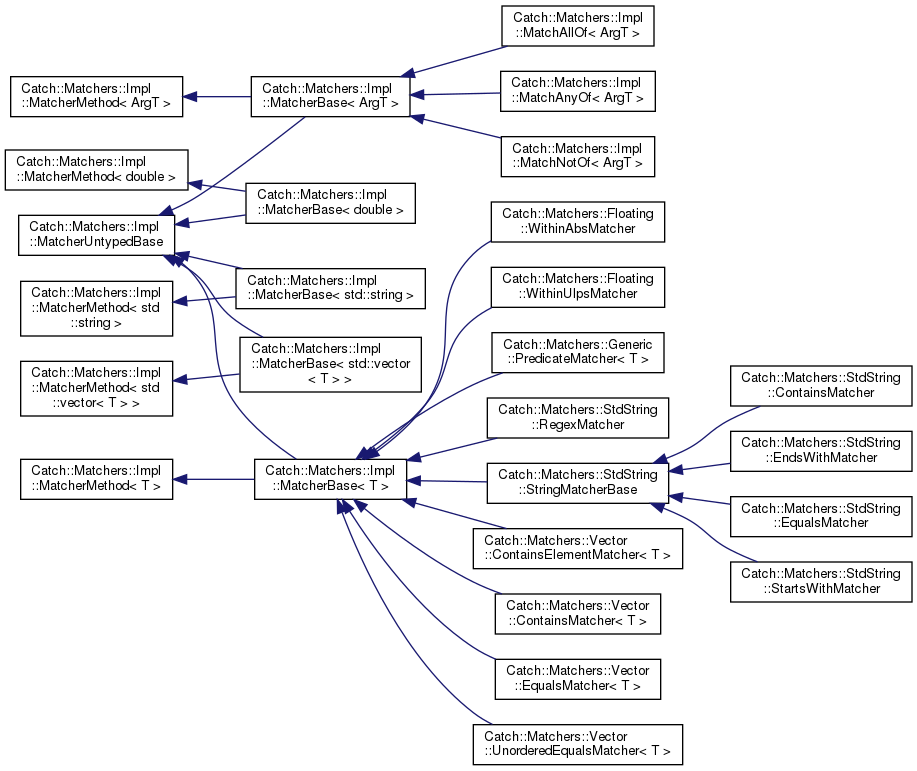 Catch::Matchers::Impl
::MatchAllOf< ArgT >
Catch::Matchers::Impl
::MatcherMethod< ArgT >
Catch::Matchers::Impl
::MatcherBase< ArgT >
Catch::Matchers::Impl
::MatchAnyOf< ArgT >
Catch::Matchers::Impl
::MatchNotOf< ArgT >
Catch::Matchers::Impl
::MatcherMethod< double >
Catch::Matchers::Impl
::MatcherBase< double >
Catch::Matchers::Impl
::MatcherUntypedBase
Catch::Matchers::Floating
::WithinAbsMatcher
Catch::Matchers::Impl
::MatcherBase< std::string >
Catch::Matchers::Floating
::WithinUlpsMatcher
Catch::Matchers::Impl
::MatcherMethod< std
::string >
Catch::Matchers::Impl
::MatcherBase< std::vector
< T > >
Catch::Matchers::Generic
::PredicateMatcher< T >
Catch::Matchers::Impl
::MatcherMethod< std
::vector< T > >
Catch::Matchers::StdString
::ContainsMatcher
Catch::Matchers::StdString
::RegexMatcher
Catch::Matchers::StdString
::EndsWithMatcher
Catch::Matchers::Impl
::MatcherMethod< T >
Catch::Matchers::Impl
::MatcherBase< T >
Catch::Matchers::StdString
::StringMatcherBase
Catch::Matchers::StdString
::EqualsMatcher
Catch::Matchers::Vector
::ContainsElementMatcher< T >
Catch::Matchers::StdString
::StartsWithMatcher
Catch::Matchers::Vector
::ContainsMatcher< T >
Catch::Matchers::Vector
::EqualsMatcher< T >
Catch::Matchers::Vector
::UnorderedEqualsMatcher< T >